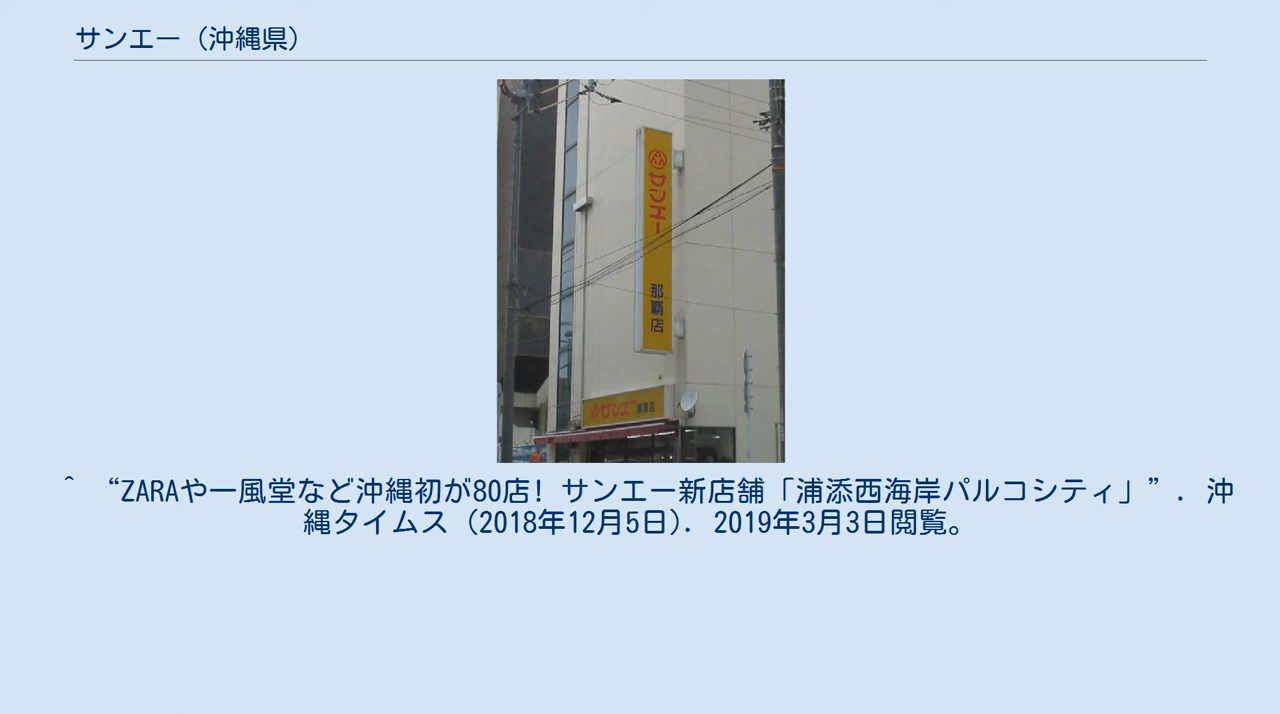 サンエー（沖縄県）
サンエー 那覇店
サンエー 那覇店
^ “ZARAや一風堂など沖縄初が80店! サンエー新店舗「浦添西海岸パルコシティ」”. 沖
縄タイムス (2018年12月5日). 2019年3月3日閲覧。